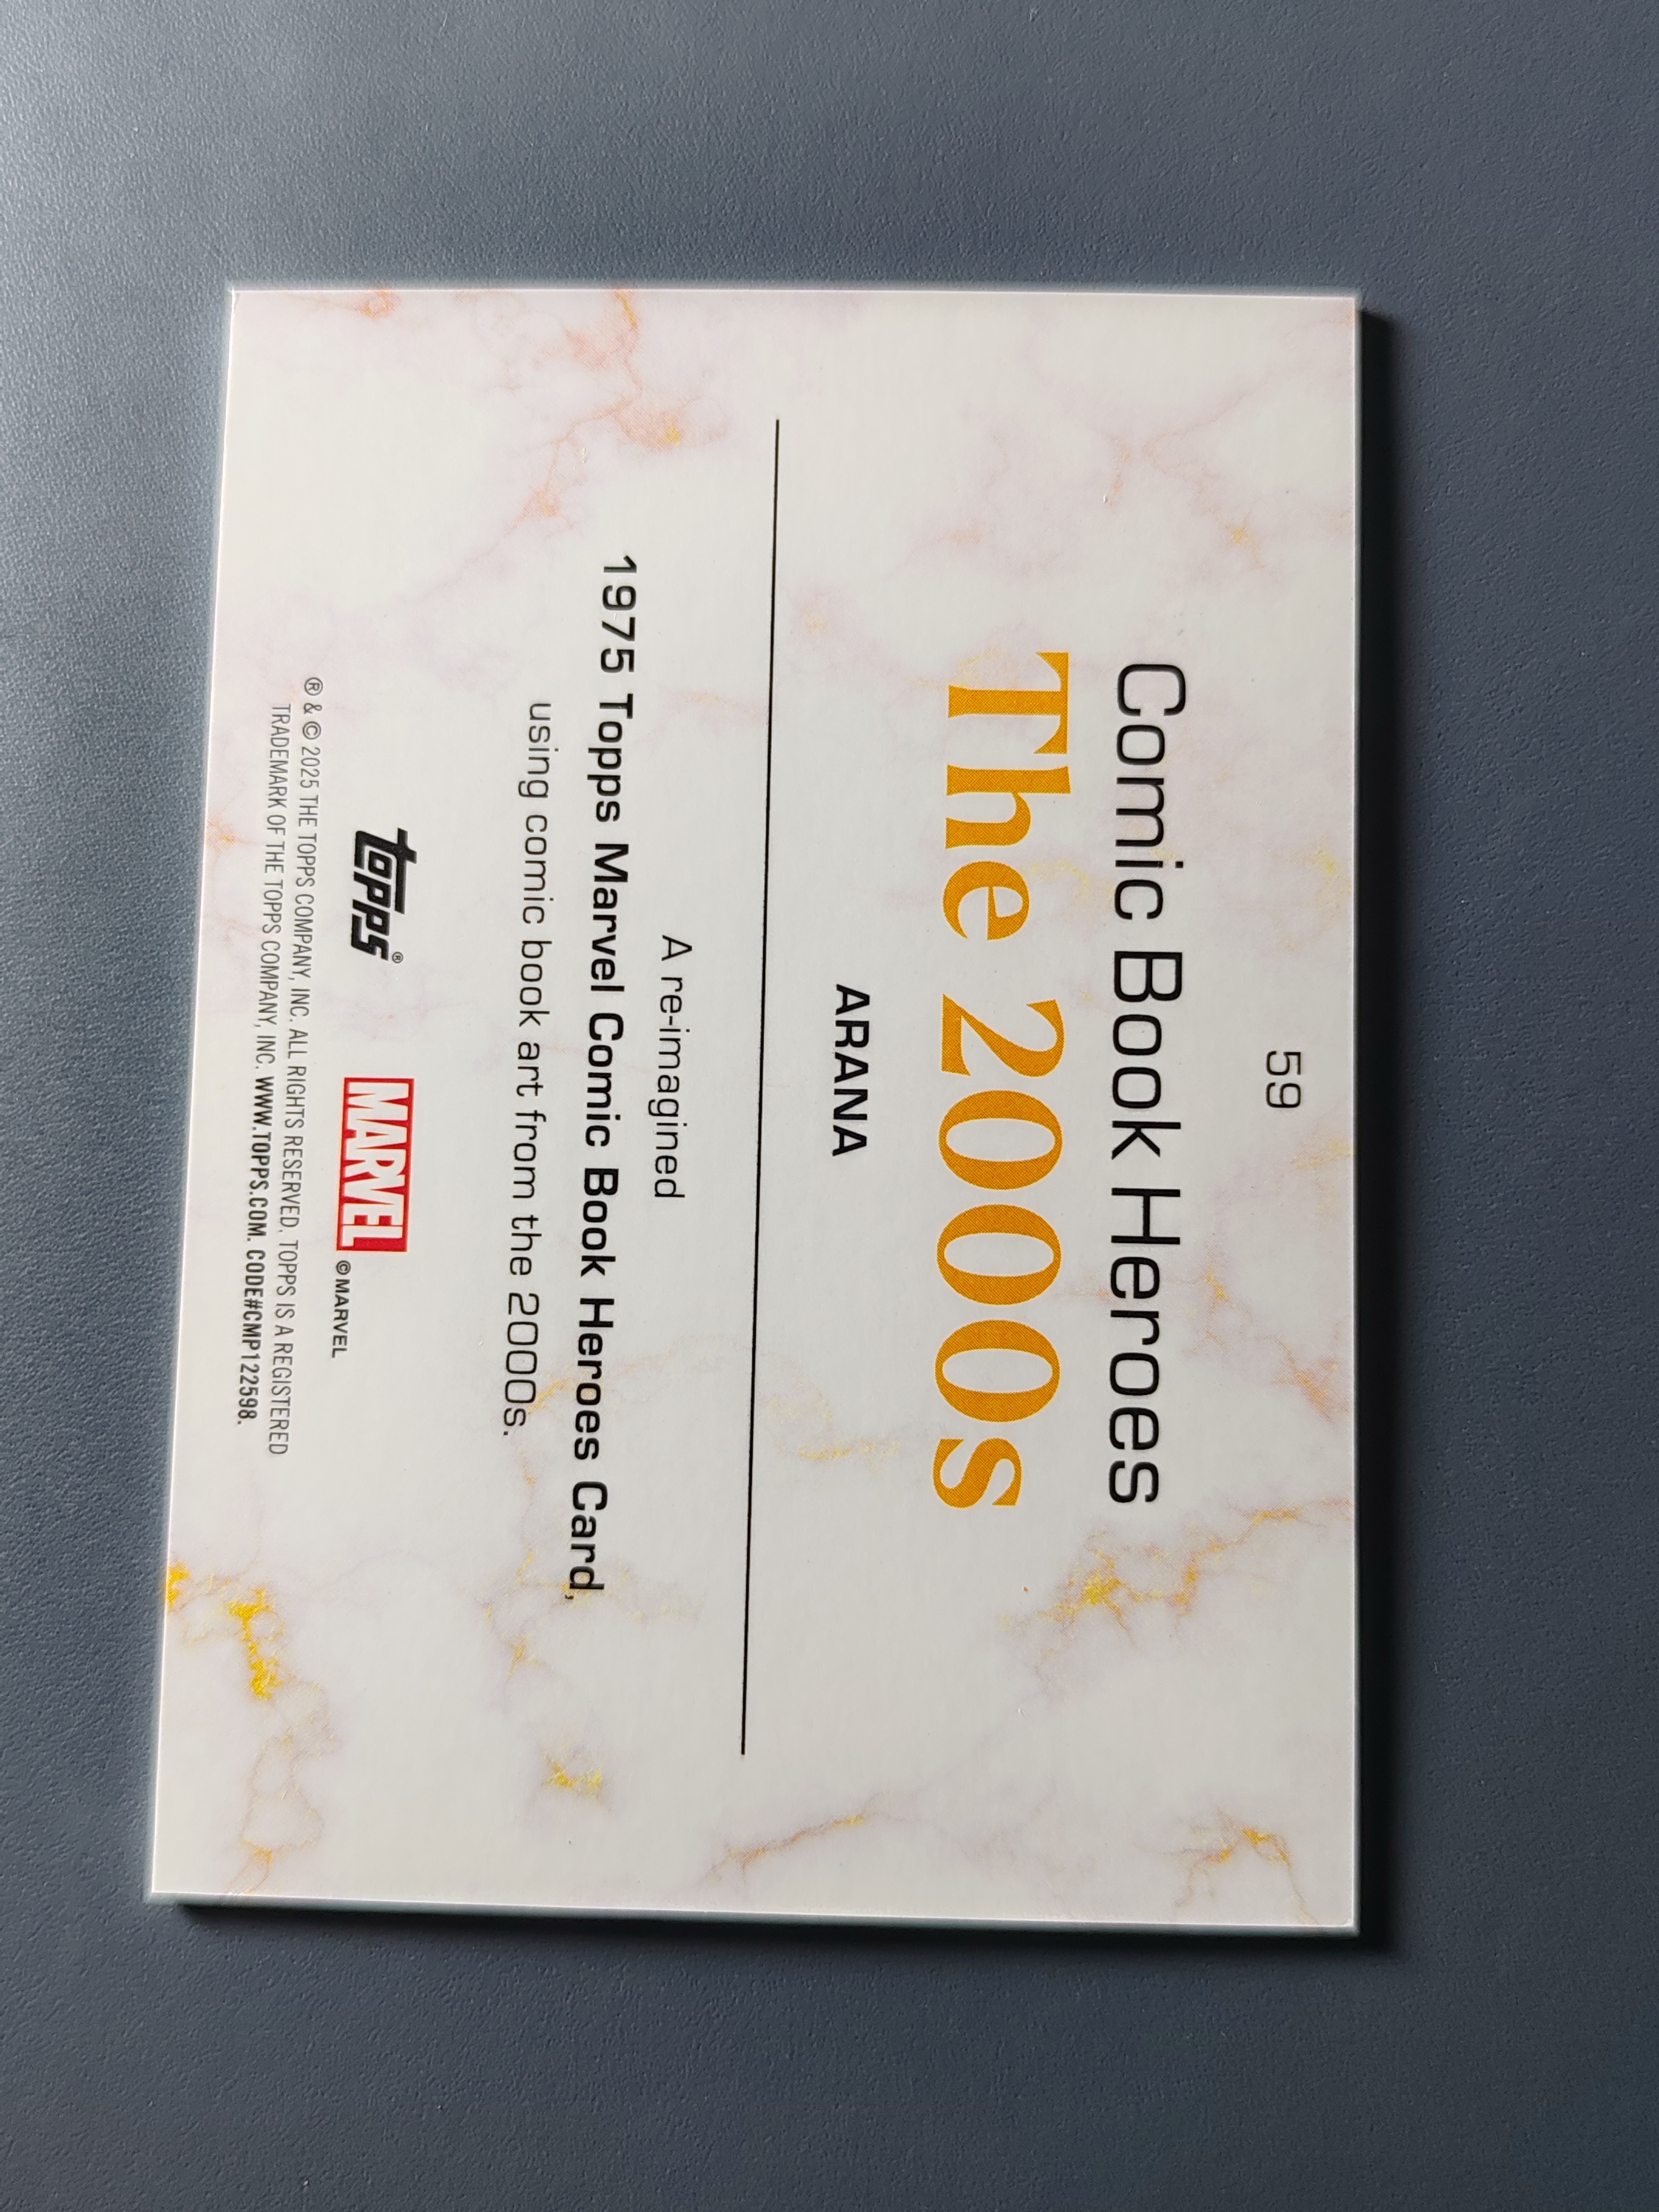 59
Comic Book Heroes
The 2000s
ARANA
A re-imagined
1975 Topps Marvel Comic Book Heroes Card,
using comic book art from the 2000s.
topps®
MARVEL © MARVEL
® & © 2025 THE TOPPS COMPANY, INC. ALL RIGHTS RESERVED. TOPPS IS A REGISTERED
TRADEMARK OF THE TOPPS COMPANY, INC. WWW.TOPPS.COM. CODE#CMP122598.